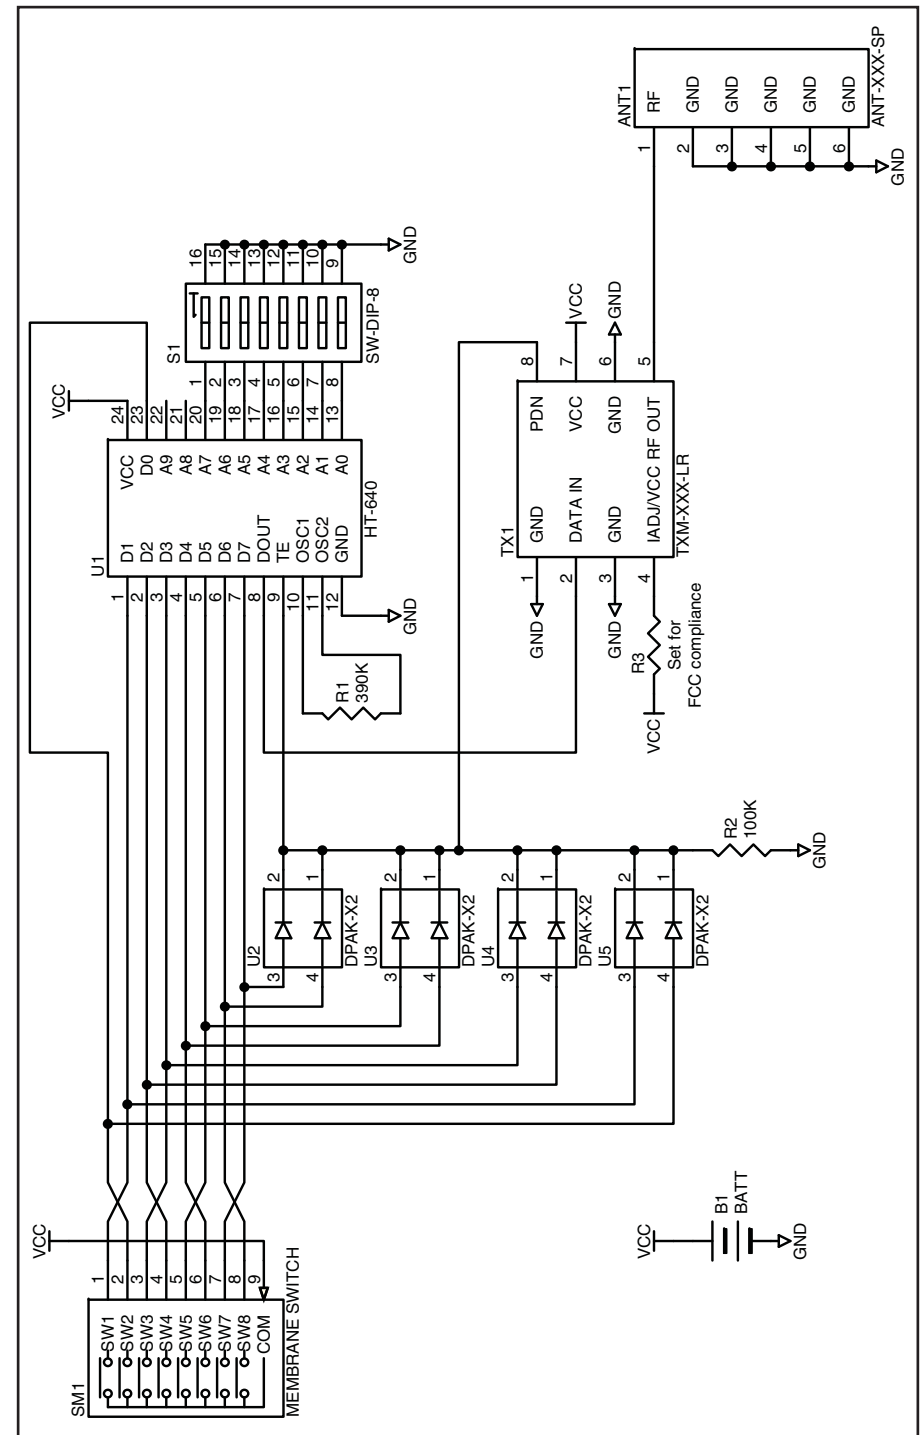 ANT1
RF
GND
GND
GND
GND
GND
ANT-XXX-SP
1
2
3
4
5
6
GND
S1
16
15
14
13
12
11
10
9
GND
1
2
3
4
5
6
7
8
SW-DIP-8
VCC
24
23
22
21
20
19
18
17
16
15
14
13
U1
VCC
D0
A9
A8
A7
A6
A5
A4
A3
A2
A1
A0
D1
D2
D3
D4
D5
D6
D7
DOUT
TE
OSC1
OSC2
GND
HT-640
1
2
3
4
5
6
7
8
9
10
11
12
GND
R1
390K
TX1
PDN
VCC
GND
RF OUT
GND
DATA IN
GND
IADJ/VCC
TXM-XXX-LR
8
7
6
5
VCC
GND
1
2
3
4
GND
GND
R3
Set for
FCC compliance
VCC
R2
100K
GND
U2
2
1
3
4
DPAK-X2
U3
2
1
3
4
DPAK-X2
U4
2
1
3
4
DPAK-X2
U5
2
1
3
4
DPAK-X2
VCC
1
2
3
4
5
6
7
8
9
SM1
SW1
SW2
SW3
SW4
SW5
SW6
SW7
SW8
COM
MEMBRANE SWITCH
VCC
B1
BATT
GND